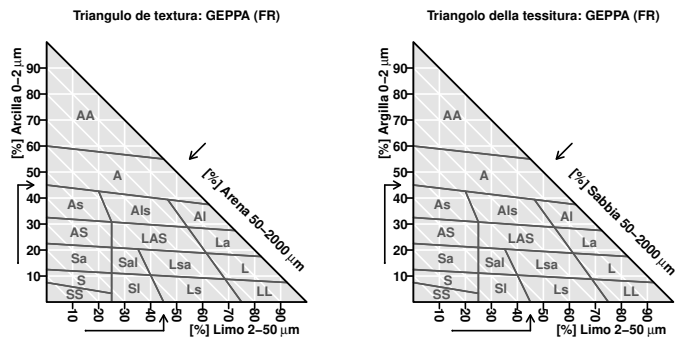 Triangulo de textura: GEPPA (FR)
[%] Arcilla 0−2 μm
90
80
70
60
50
40
30
20
10
AA
A
As
Als
Al
AS
LAS
La
Sa
Sal
Lsa
L
S
SS
Sl
Ls
LL
[%] Arena 50−2000 μm
10
20
30
40
50
60
70
80
90
[%] Limo 2−50 μm
Triangolo della tessitura: GEPPA (FR)
[%] Argilla 0−2 μm
90
80
70
60
50
40
30
20
10
AA
A
As
Als
Al
AS
LAS
La
Sa
Sal
Lsa
L
S
SS
Sl
Ls
LL
[%] Sabbia 50−2000 μm
10
20
30
40
50
60
70
80
90
[%] Limo 2−50 μm